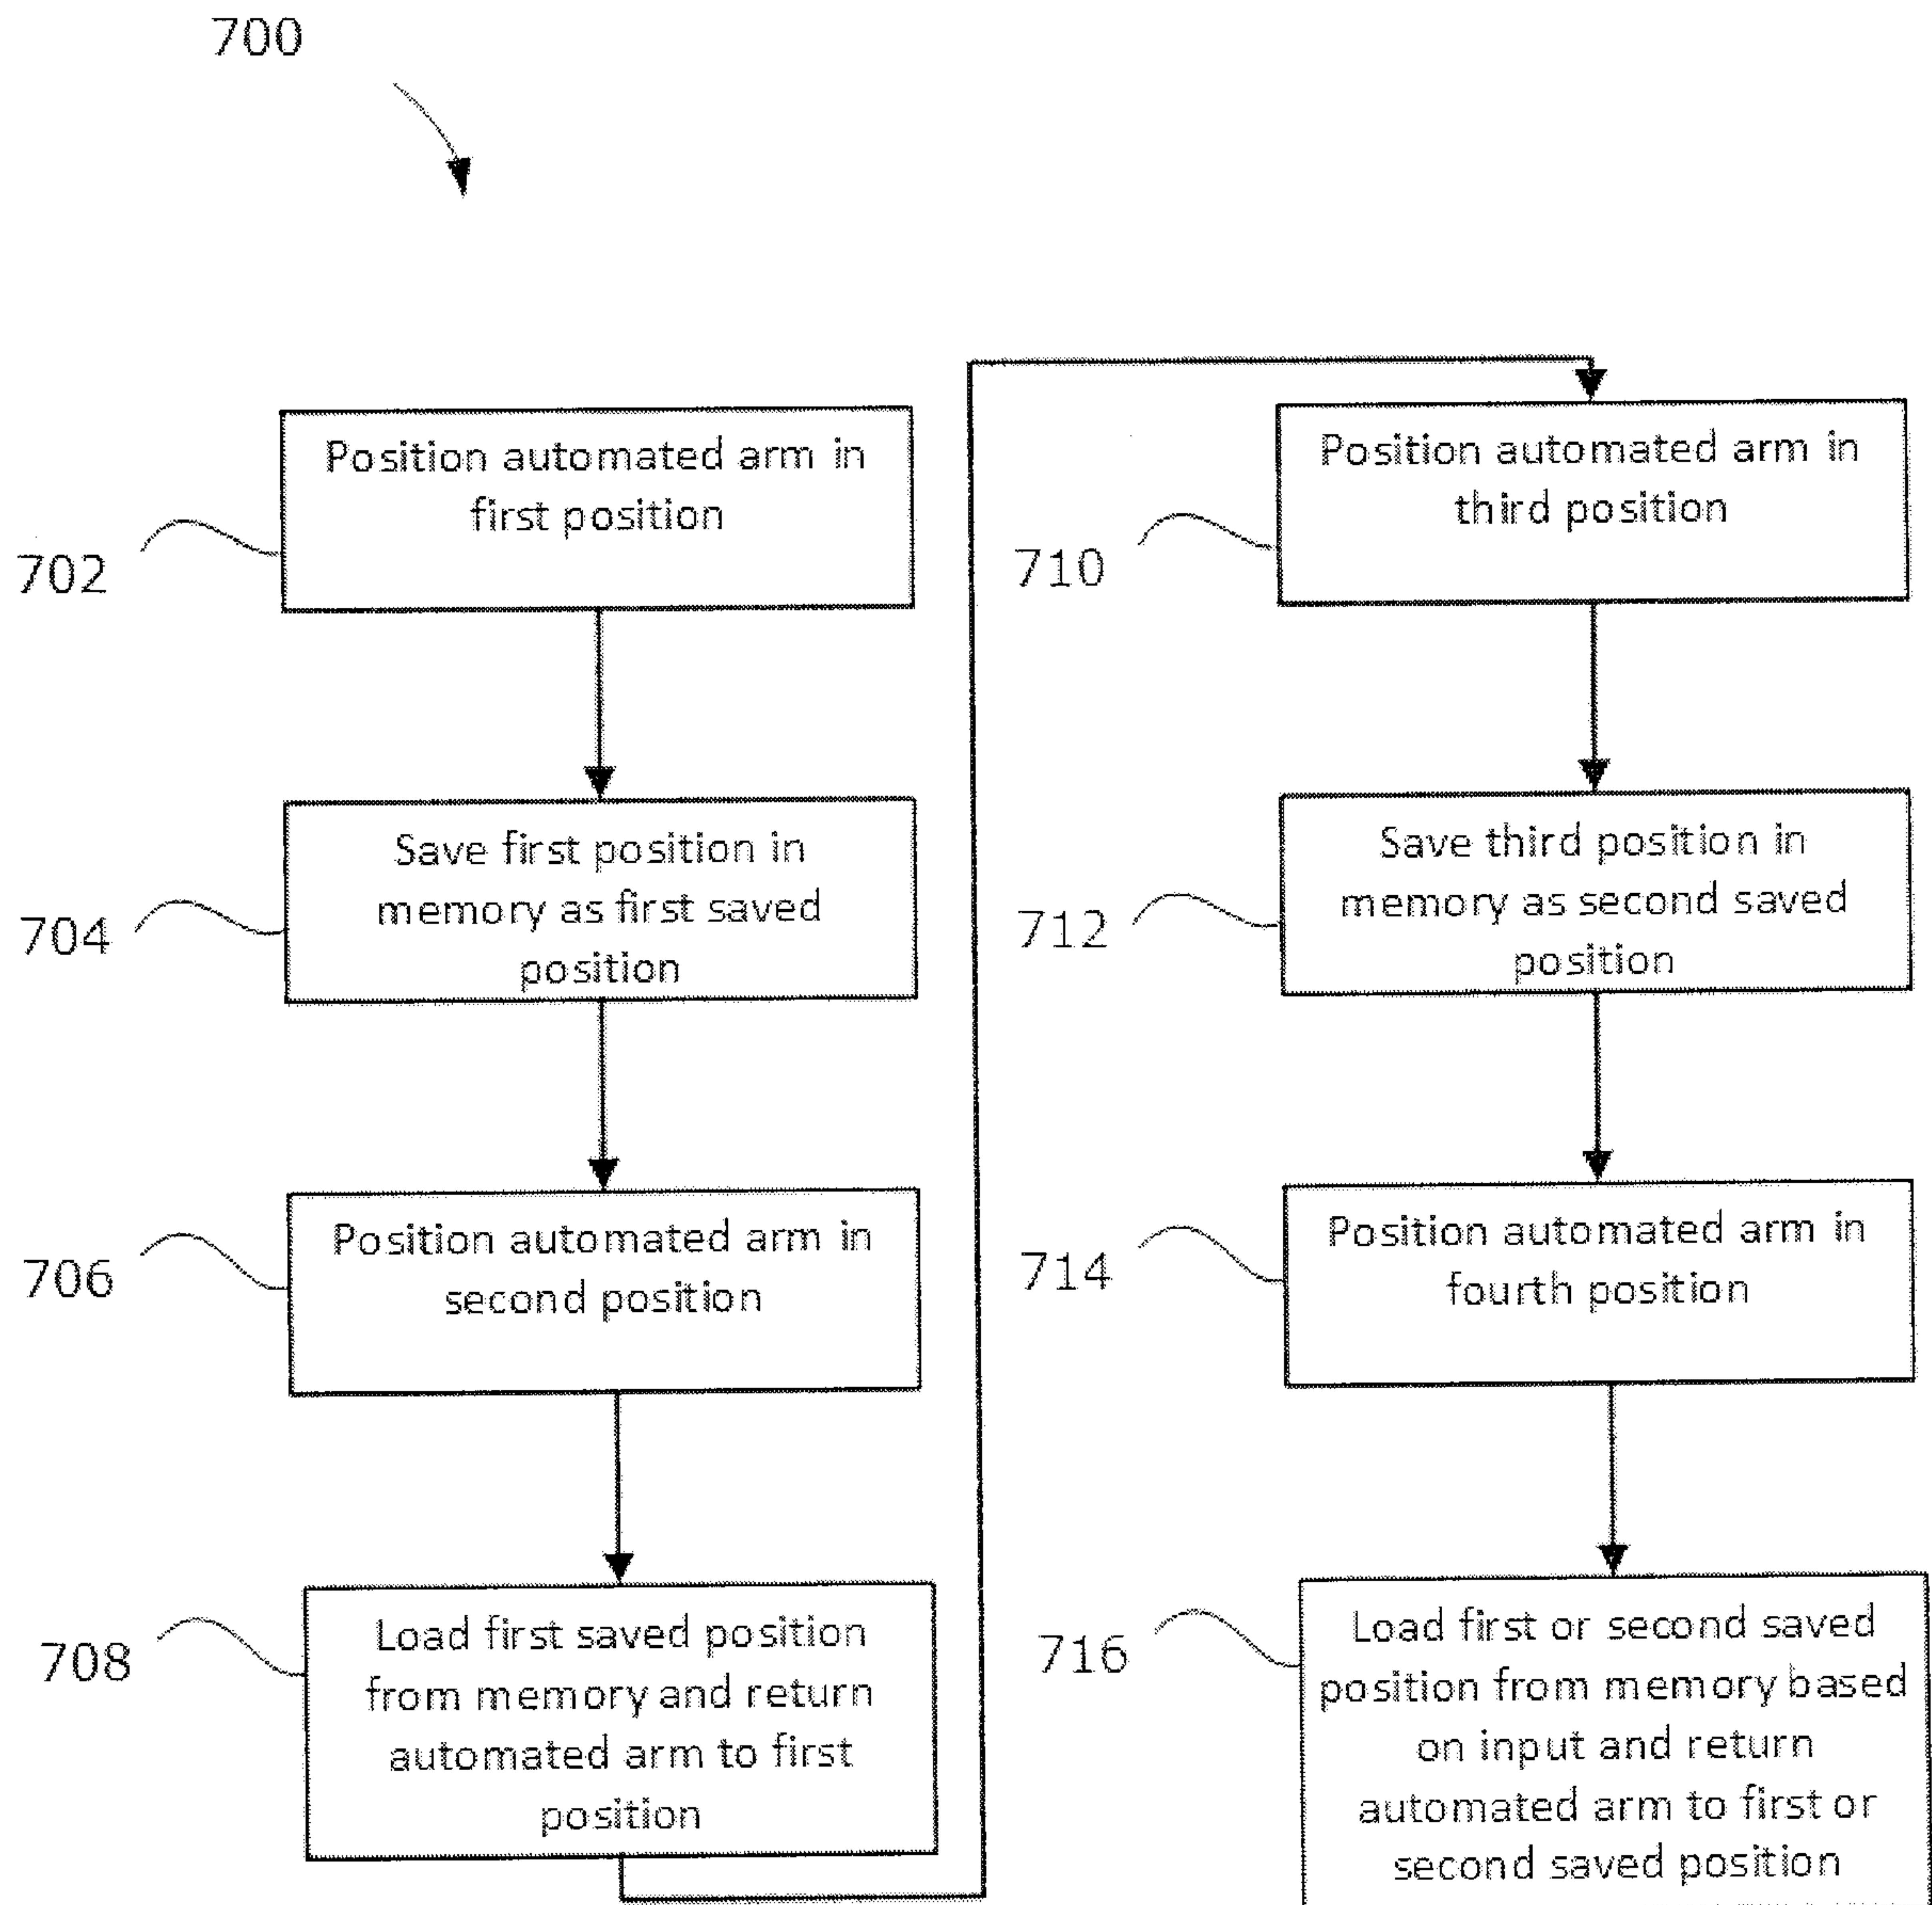 700
702
Position automated arm in
first position
704
Save first position in
memory as first saved
position
706
Position automated arm in
second position
708
Load first saved position
from memory and return
automated arm to first
position
710
Position automated arm in
third position
712
Save third position in
memory as second saved
position
714
Position automated arm in
fourth position
716
Load first or second saved
position from memory based
on input and return
automated arm to first or
second saved position